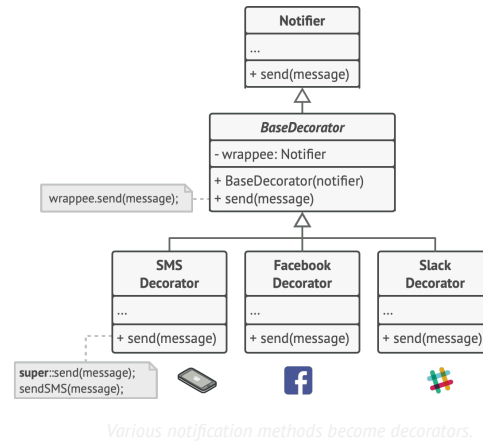 Notifier
...
+ send(message)
BaseDecorator
- wrappee: Notifier
+ BaseDecorator(notifier)
+ send(message)
wrappee.send(message);
SMS
Decorator
...
+ send(message)
Facebook
Decorator
...
+ send(message)
Slack
Decorator
...
+ send(message)
super::send(message);
sendSMS(message);
Various notification methods become decorators.